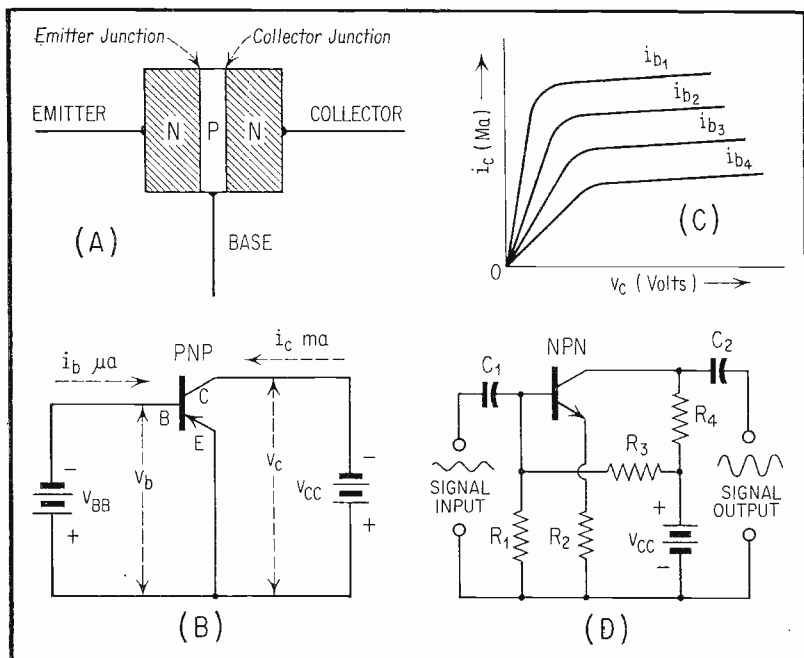 Emitter Junction
Collector Junction
EMITTER
N
P
N
COLLECTOR
BASE
(A)
i_c (Ma)
i_b1
i_b2
i_b3
i_b4
0
v_c (Volts)
(C)
i_b μa
PNP
i_c ma
B
C
E
-
V_BB
+
v_b
v_c
-
V_CC
+
(B)
NPN
C1
C2
R4
R3
SIGNAL
INPUT
R1
R2
+
V_CC
-
SIGNAL
OUTPUT
(D)